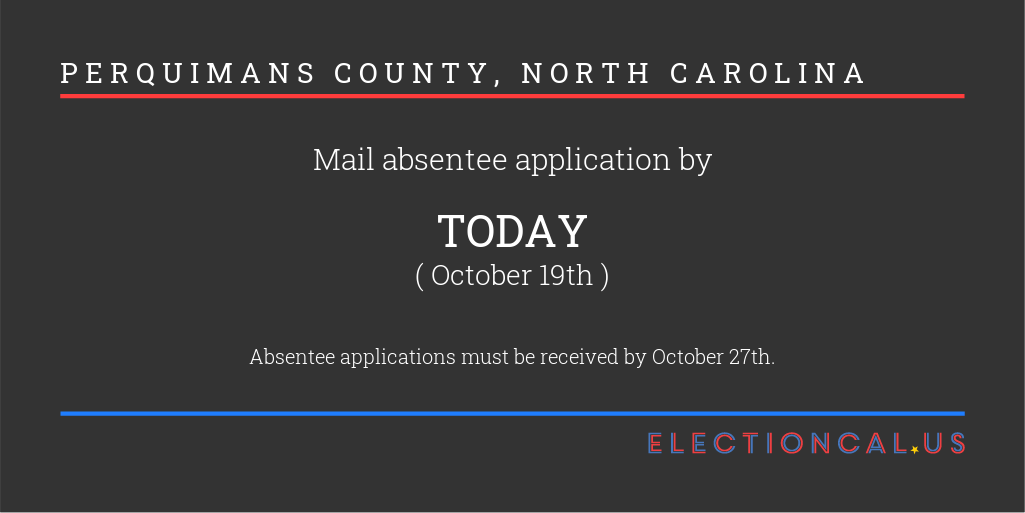 PERQUIMANS COUNTY, NORTH CAROLINA
Mail absentee application by
TODAY
( October 19th )
Absentee applications must be received by October 27th.
ELECTIONCAL.US